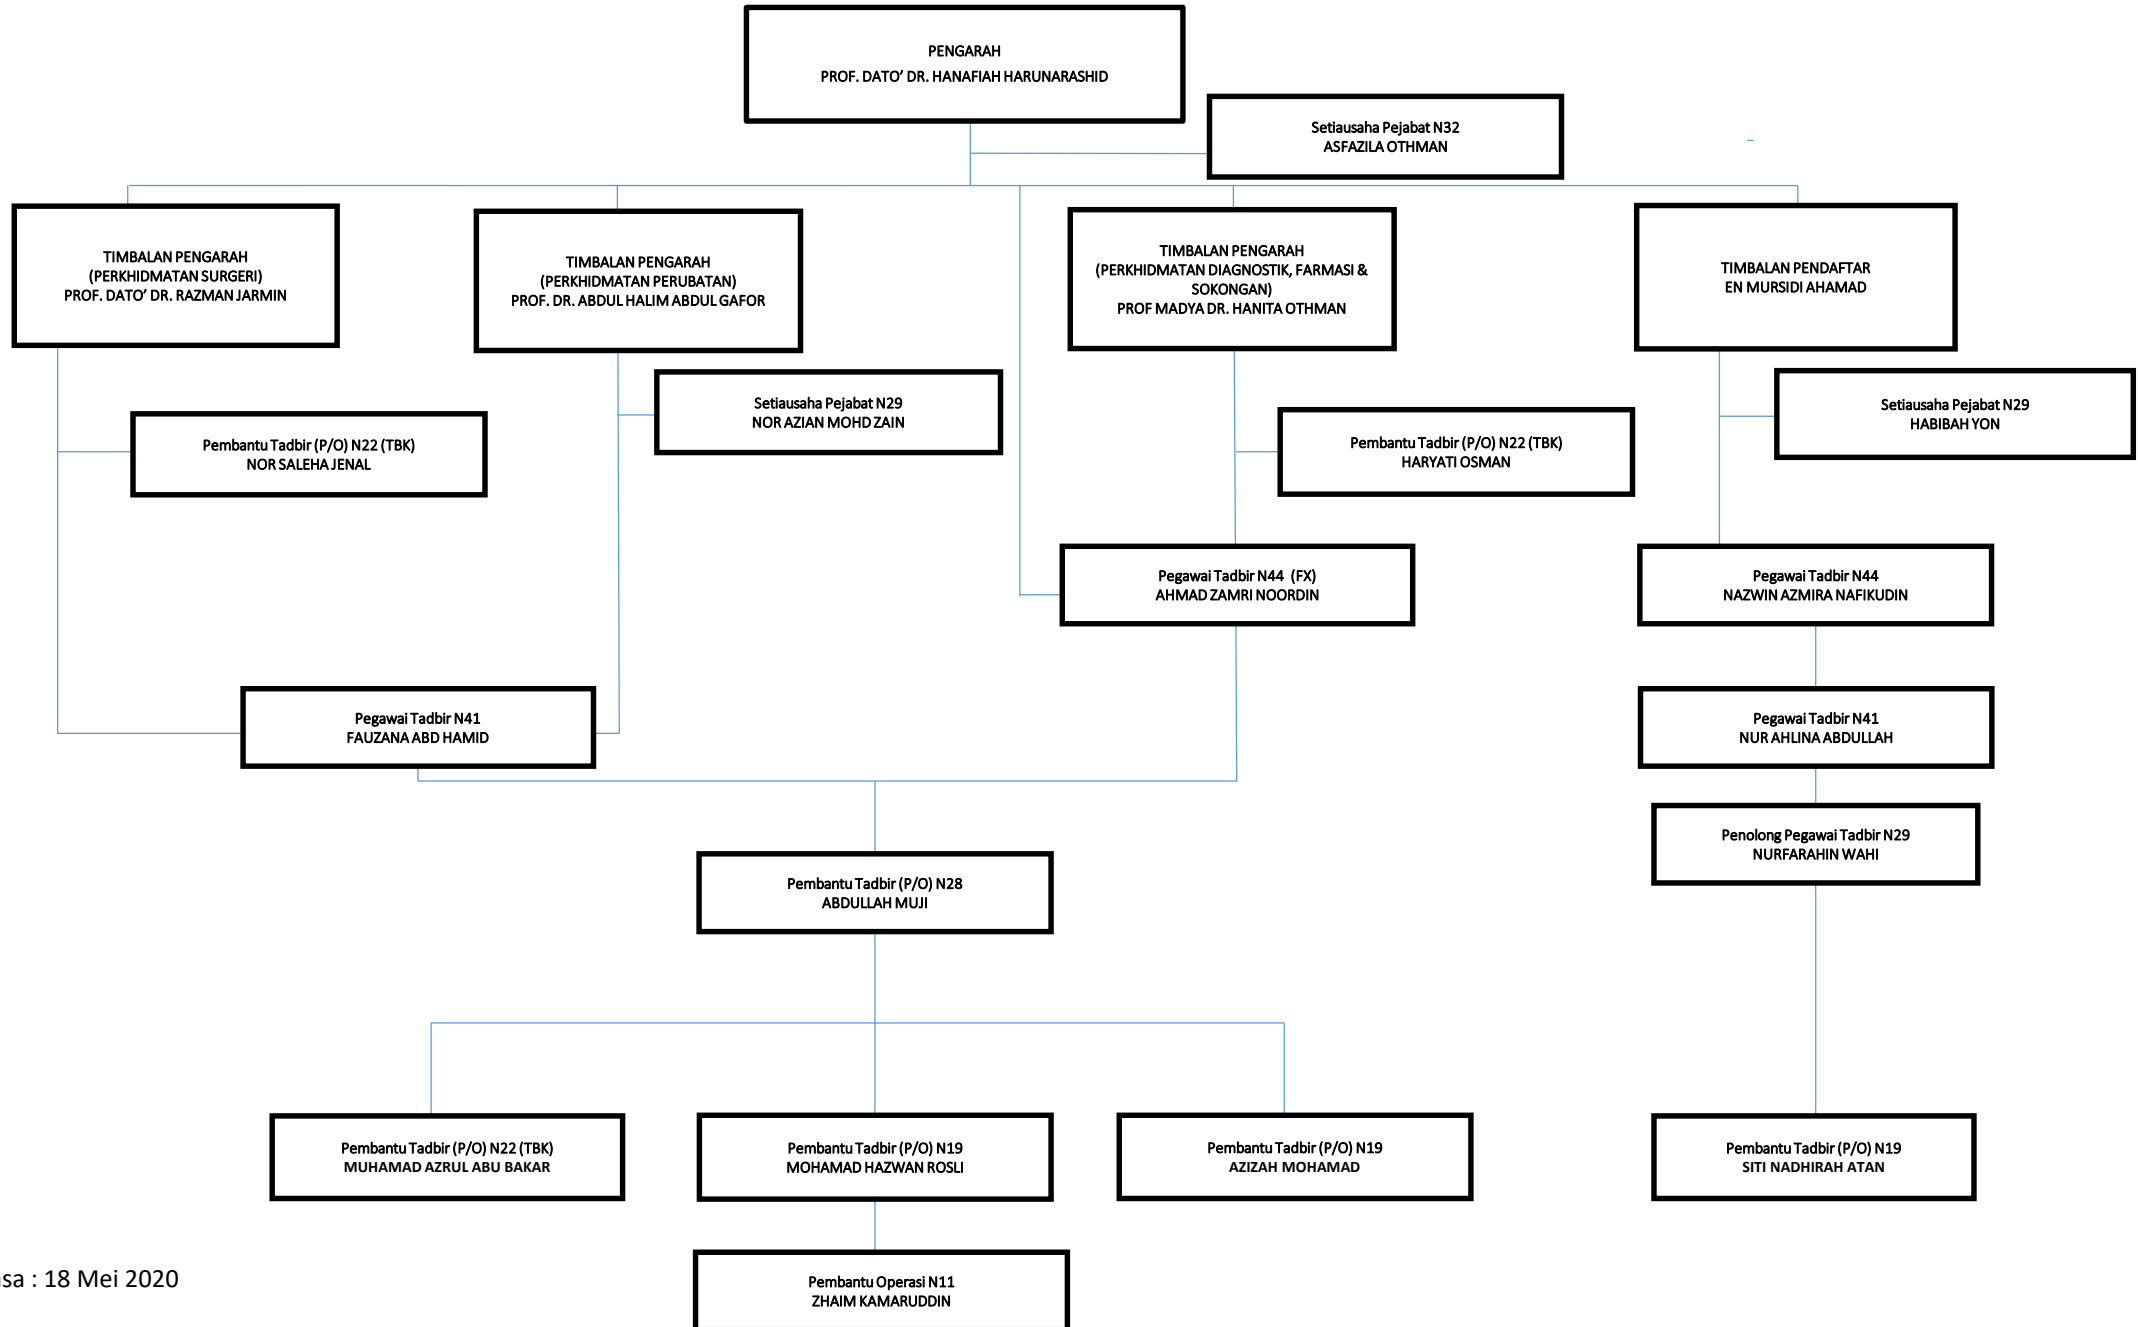 PENGARAH
PROF. DATO’ DR. HANAFIAH HARUNARASHID
Setiausaha Pejabat N32
ASFAZILA OTHMAN
TIMBALAN PENGARAH
(PERKHIDMATAN SURGERI)
PROF. DATO’ DR. RAZMAN JARMIN
TIMBALAN PENGARAH
(PERKHIDMATAN PERUBATAN)
PROF. DR. ABDUL HALIM ABDUL GAFOR
TIMBALAN PENGARAH
(PERKHIDMATAN DIAGNOSTIK, FARMASI &
SOKONGAN)
PROF MADYA DR. HANITA OTHMAN
TIMBALAN PENDAFTAR
EN MURSIDI AHAMAD
Setiausaha Pejabat N29
NOR AZIAN MOHD ZAIN
Setiausaha Pejabat N29
HABIBAH YON
Pembantu Tadbir (P/O) N22 (TBK)
NOR SALEHA JENAL
Pembantu Tadbir (P/O) N22 (TBK)
HARYATI OSMAN
Pegawai Tadbir N44 (FX)
AHMAD ZAMRI NOORDIN
Pegawai Tadbir N44
NAZWIN AZMIRA NAFIKUDIN
Pegawai Tadbir N41
FAUZANA ABD HAMID
Pegawai Tadbir N41
NUR AHLINA ABDULLAH
Penolong Pegawai Tadbir N29
NURFARAHIN WAHI
Pembantu Tadbir (P/O) N28
ABDULLAH MUJI
Pembantu Tadbir (P/O) N22 (TBK)
MUHAMAD AZRUL ABU BAKAR
Pembantu Tadbir (P/O) N19
MOHAMAD HAZWAN ROSLI
Pembantu Tadbir (P/O) N19
AZIZAH MOHAMAD
Pembantu Tadbir (P/O) N19
SITI NADHIRAH ATAN
Pembantu Operasi N11
ZHAIM KAMARUDDIN
: 18 Mei 2020